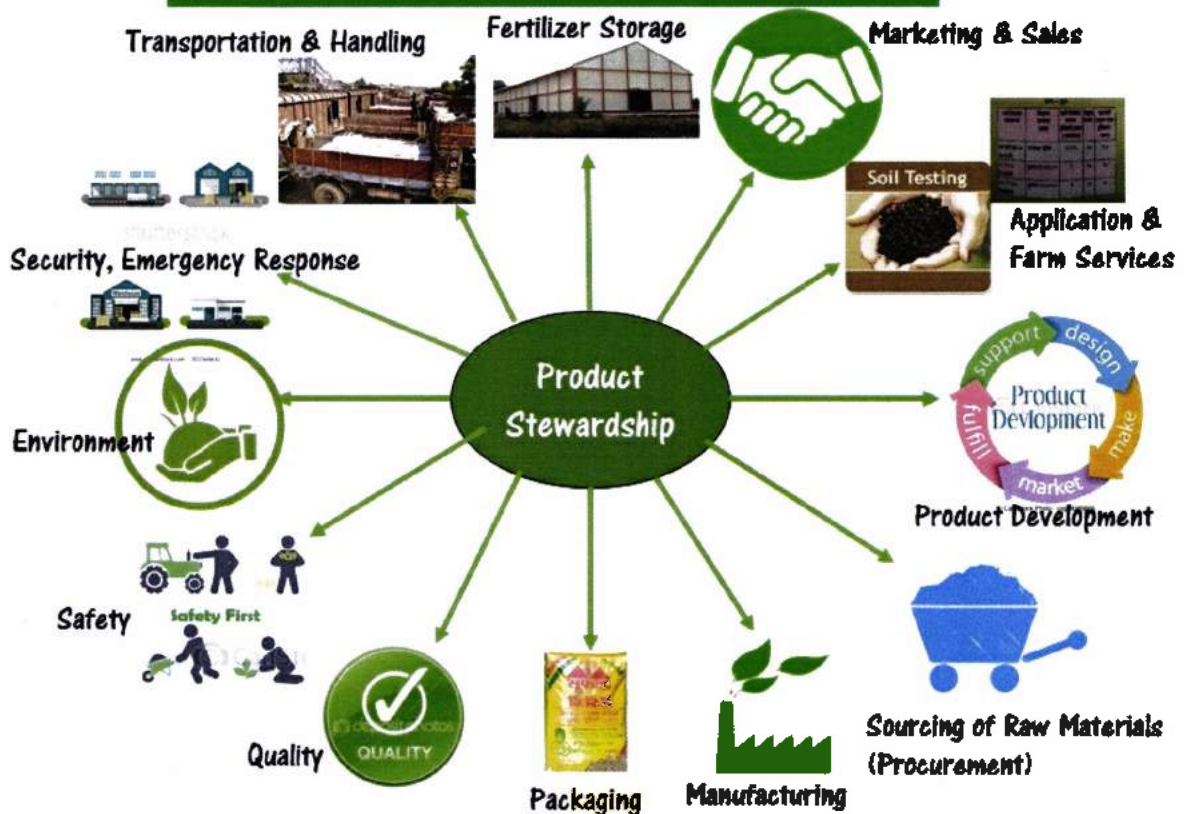 Transportation & Handling
Fertilizer Storage
Marketing & Sales
Soil Testing
Application &
Farm Services
Security, Emergency Response
Product
Stewardship
support
design
make
market
fulfill
Product
Devlopment
Product Development
Environment
Safety
Safety First
Quality
QUALITY
Packaging
Manufacturing
Sourcing of Raw Materials
(Procurement)